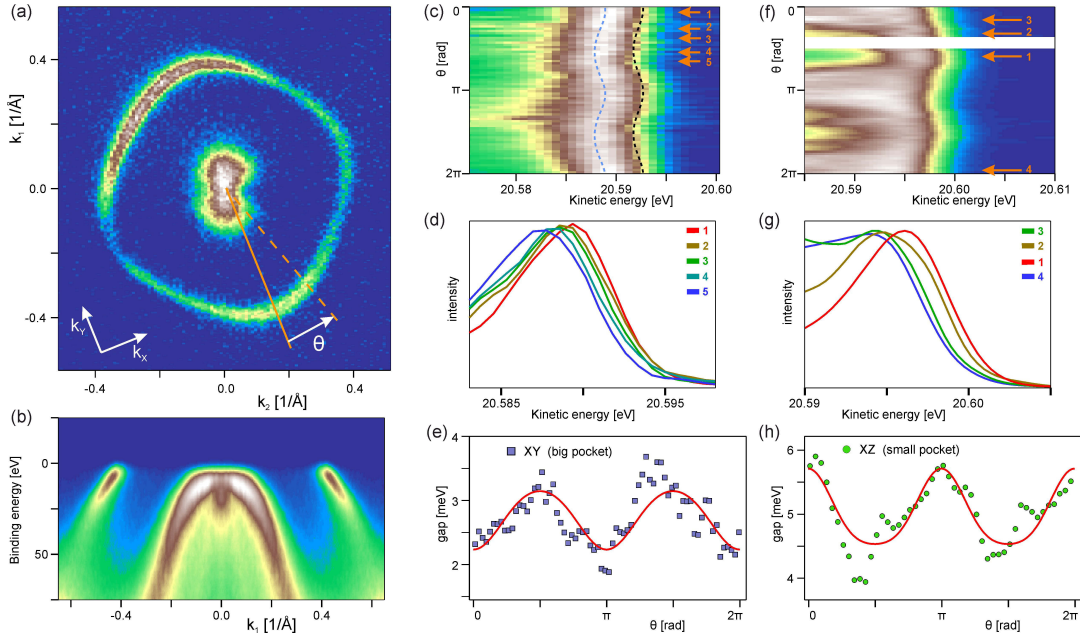 (a)
k₁ [1/Å]
0.4
0.0
-0.4
k_Y
k_X
θ
-0.4
0.0
0.4
k₂ [1/Å]
(b)
Binding energy [eV]
0
50
-0.4
0.0
0.4
k₁ [1/Å]
(c)
θ [rad]
0
π
2π
1
2
3
4
5
20.58
20.59
20.60
Kinetic energy [eV]
(d)
intensity
1
2
3
4
5
20.585
20.595
Kinetic energy [eV]
(e)
gap [meV]
4
3
2
XY (big pocket)
0
π
2π
θ [rad]
(f)
θ [rad]
0
π
2π
3
2
1
4
20.59
20.60
20.61
Kinetic energy [eV]
(g)
intensity
3
2
1
4
20.59
20.60
Kinetic energy [eV]
(h)
gap [meV]
6
5
4
XZ (small pocket)
0
π
2π
θ [rad]